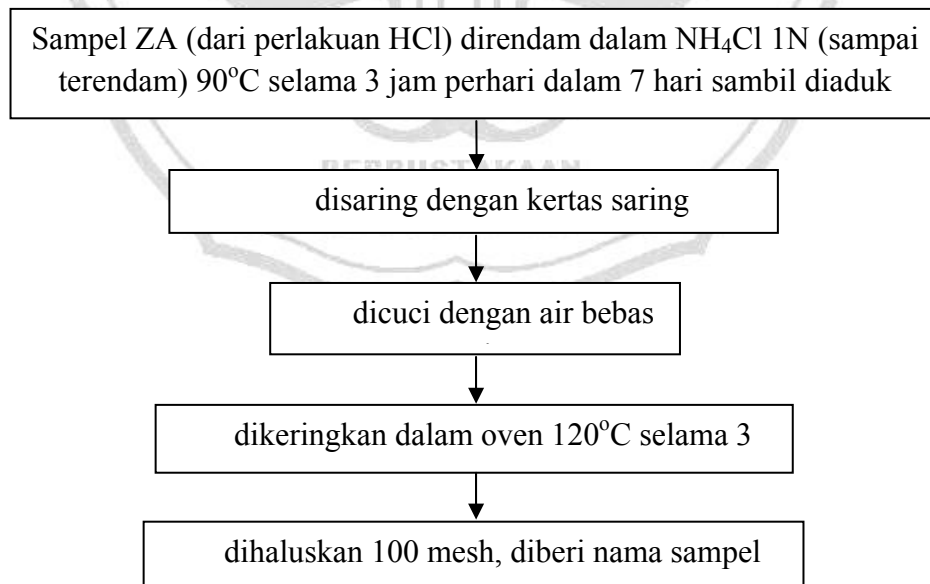 Sampel ZA (dari perlakuan HCl) direndam dalam NH₄Cl 1N (sampai
terendam) 90°C selama 3 jam perhari dalam 7 hari sambil diaduk
PERPUSTAKAAN
disaring dengan kertas saring
dicuci dengan air bebas
dikeringkan dalam oven 120°C selama 3
dihaluskan 100 mesh, diberi nama sampel